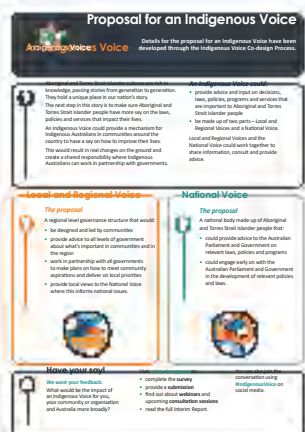 Proposal for an Indigenous Voice
Indigenous Voice
Details for the proposal for an Indigenous Voice have been
developed through the Indigenous Voice Co-design Process.
knowledge, passing stories from generation to generation.
They hold a unique place in our nation's story.
The next step in this story is to make sure Aboriginal and
Torres Strait Islander people have more say on the laws,
policies and services that impact their lives.
An Indigenous Voice could provide a mechanism for
Indigenous Australians in communities around the
country to have a say on how to improve their lives.
This would result in real changes on the ground and
create a shared responsibility where Indigenous
Australians can work in partnership with governments.
An Indigenous Voice could:
• provide advice and input on decisions,
laws, policies, programs and services that
are important to Aboriginal and Torres
Strait Islander people
• be made up of two parts – Local and
Regional Voices and a National Voice.
Local and Regional Voices and the
National Voice could work together to
share information, consult and provide
advice.
Local and Regional Voice
The proposal
A regional level governance structure that would:
• be designed and led by communities
• provide advice to all levels of government
about what's important in communities and in
the region
• work in partnership with all governments
to make plans on how to meet community
aspirations and deliver on local priorities
• provide local views to the National Voice
where this informs national issues.
National Voice
The proposal
A national body made up of Aboriginal
and Torres Strait Islander people that:
• could provide advice to the Australian
Parliament and Government on
relevant laws, policies and programs
• could engage early on with the
Australian Parliament and Government
in the development of relevant policies
and laws.
Have your say!
We want your feedback:
What would be the impact of
an Indigenous Voice for you,
your community or organisation
and Australia more broadly?
• complete the survey
• provide a submission
• find out about webinars and
upcoming consultation sessions
• read the full Interim Report.
conversation using
#IndigenousVoice on
social media.